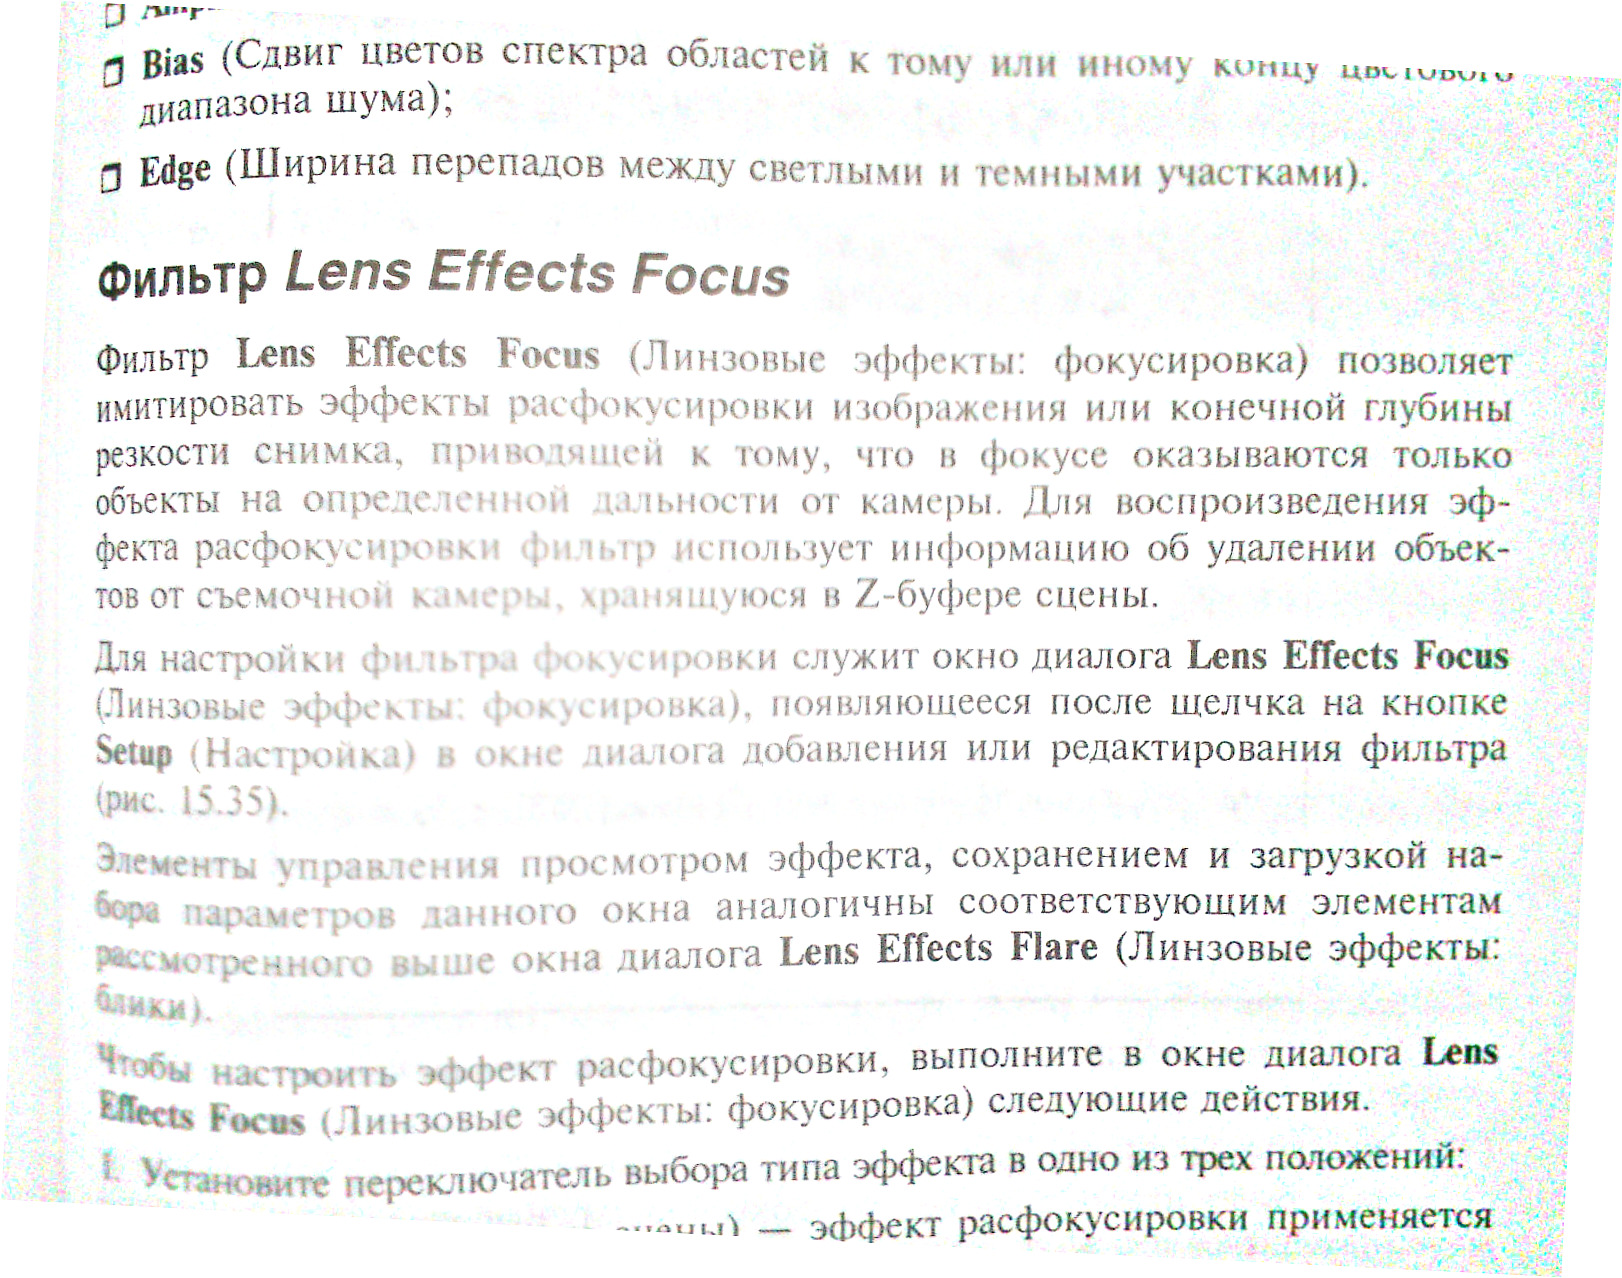 ❒ Bias (Сдвиг цветов спектра областей к тому или иному концу цветового
диапазона шума);
❒ Edge (Ширина перепадов между светлыми и темными участками).
Фильтр Lens Effects Focus
Фильтр Lens Effects Focus (Линзовые эффекты: фокусировка) позволяет
имитировать эффекты расфокусировки изображения или конечной глубины
резкости снимка, приводящей к тому, что в фокусе оказываются только
объекты на определенной дальности от камеры. Для воспроизведения эф-
фекта расфокусировки фильтр использует информацию об удалении объек-
тов от съемочной камеры, хранящуюся в Z-буфере сцены.
Для настройки фильтра фокусировки служит окно диалога Lens Effects Focus
(Линзовые эффекты: фокусировка), появляющееся после щелчка на кнопке
Setup (Настройка) в окне диалога добавления или редактирования фильтра
(рис. 15.35).
Элементы управления просмотром эффекта, сохранением и загрузкой на-
бора параметров данного окна аналогичны соответствующим элементам
рассмотренного выше окна диалога Lens Effects Flare (Линзовые эффекты:
блики).
Чтобы настроить эффект расфокусировки, выполните в окне диалога Lens
Effects Focus (Линзовые эффекты: фокусировка) следующие действия.
1. Установите переключатель выбора типа эффекта в одно из трех положений:
сцены) — эффект расфокусировки применяется